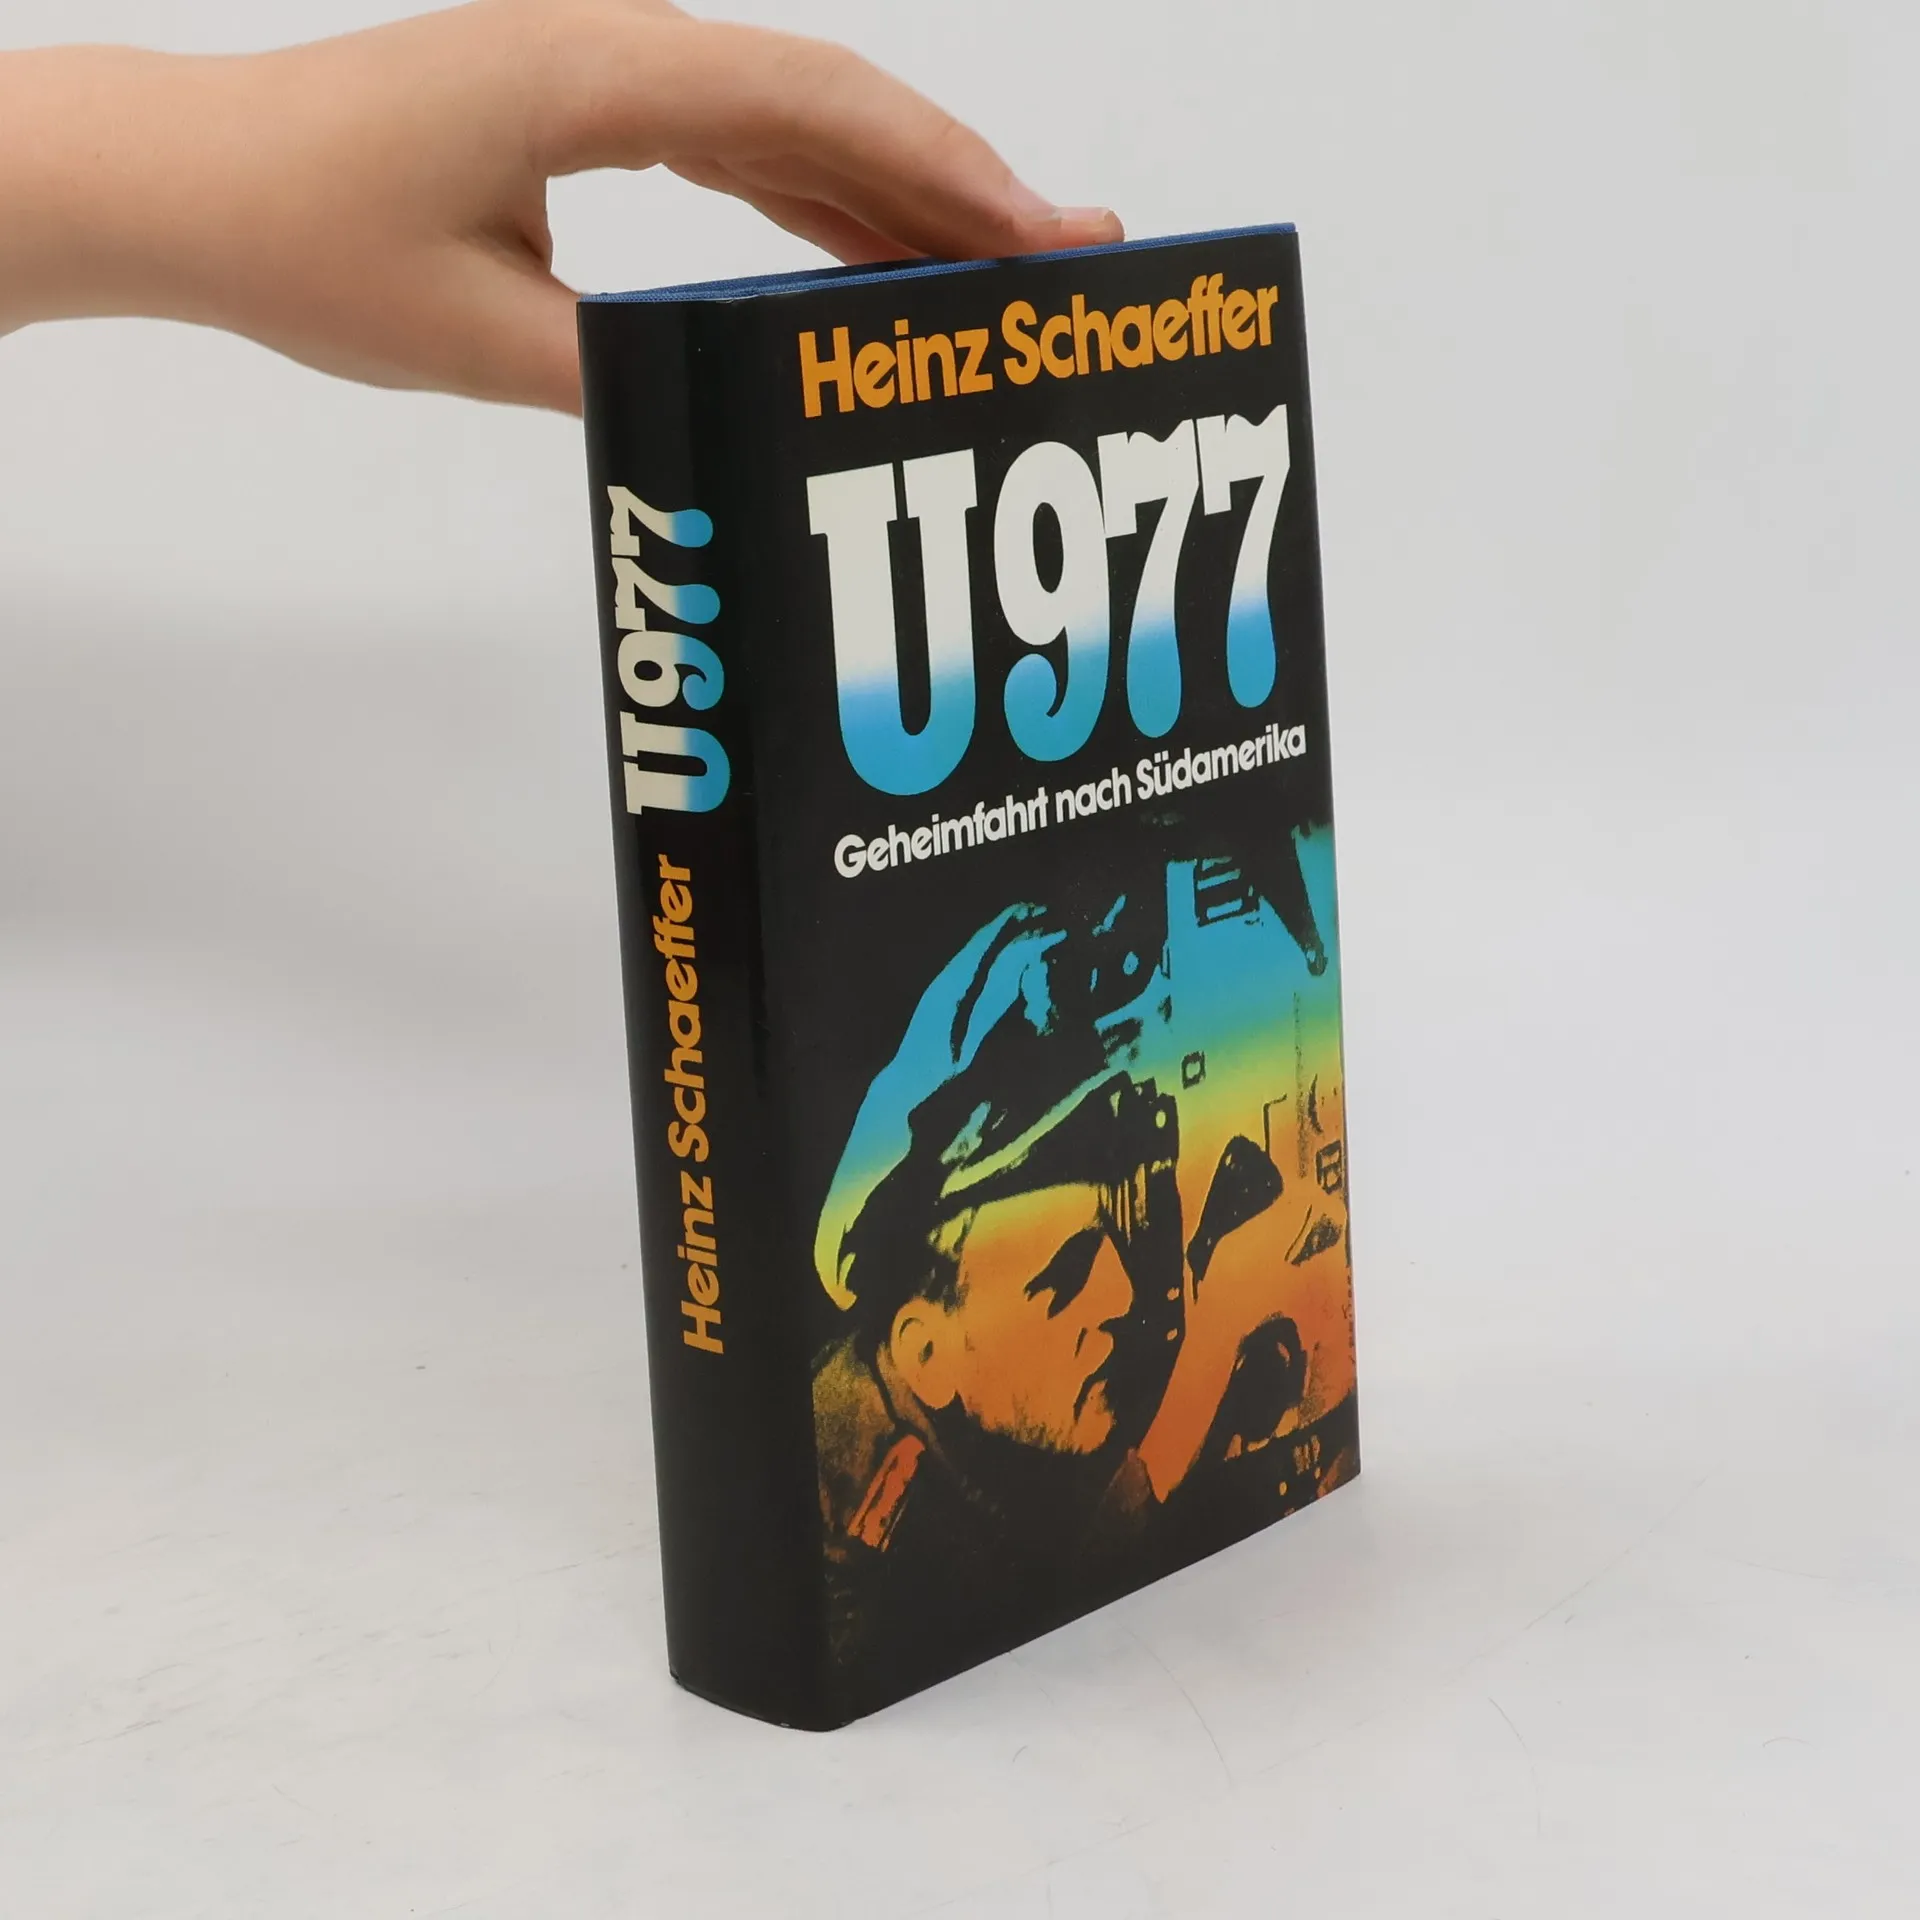 Heinz Schaeffer
U977
Geheimfahrt nach Südamerika
Heinz Schaeffer U977